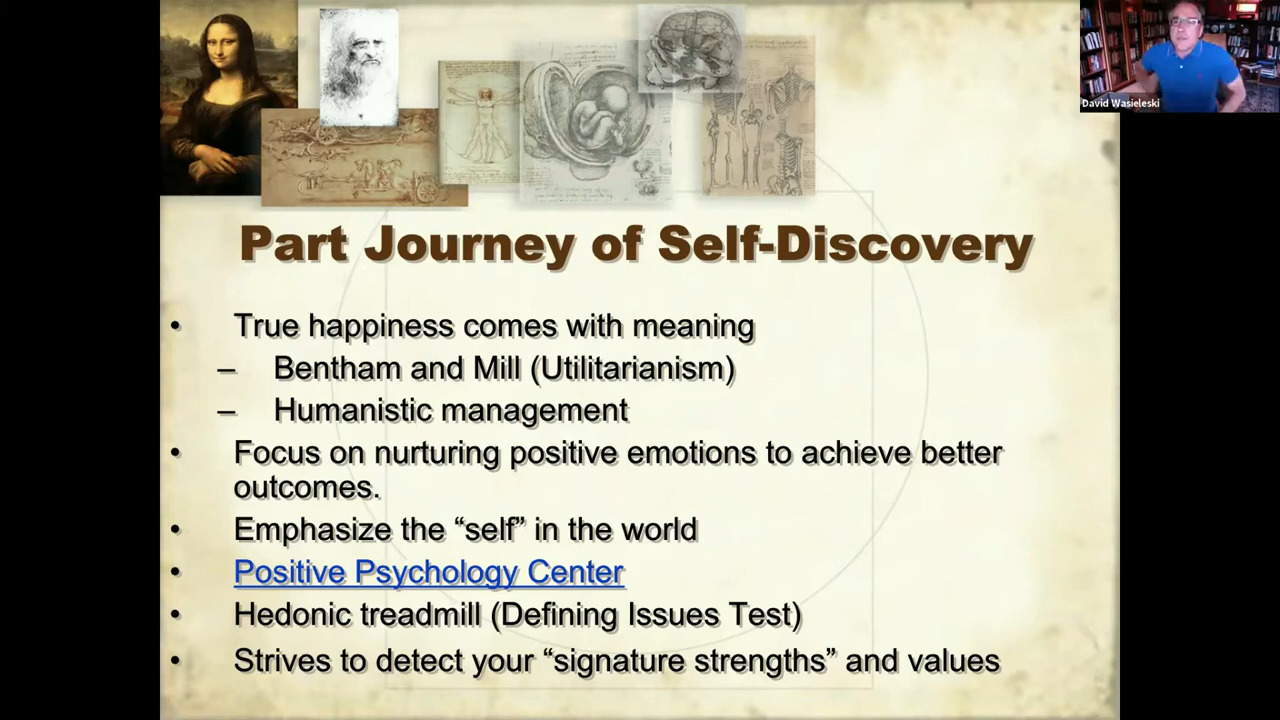 David Wasieleski
Part Journey of Self-Discovery
• True happiness comes with meaning
– Bentham and Mill (Utilitarianism)
– Humanistic management
• Focus on nurturing positive emotions to achieve better
outcomes.
• Emphasize the “self” in the world
• Positive Psychology Center
• Hedonic treadmill (Defining Issues Test)
• Strives to detect your “signature strengths” and values